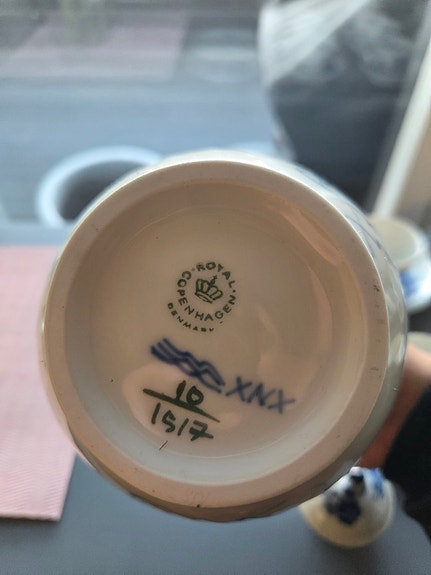 ROYAL
COPENHAGEN
DENMARK
XNX
10
1517